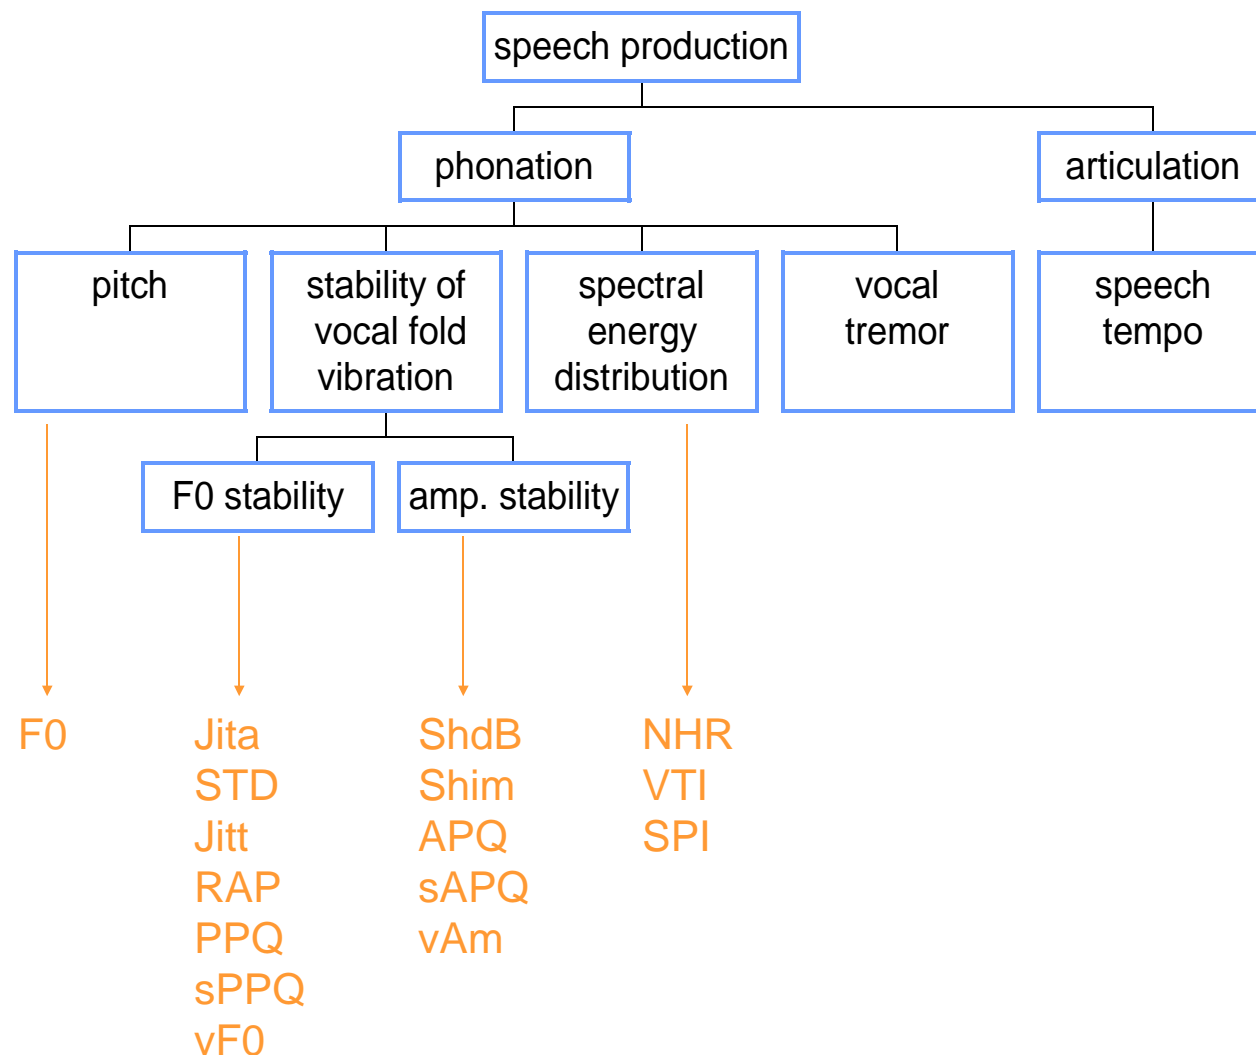 speech production
phonation
articulation
pitch
stability of
vocal fold
vibration
spectral
energy
distribution
vocal
tremor
speech
tempo
F0 stability
amp. stability
F0
Jita
STD
Jitt
RAP
PPQ
sPPQ
vF0
ShdB
Shim
APQ
sAPQ
vAm
NHR
VTI
SPI